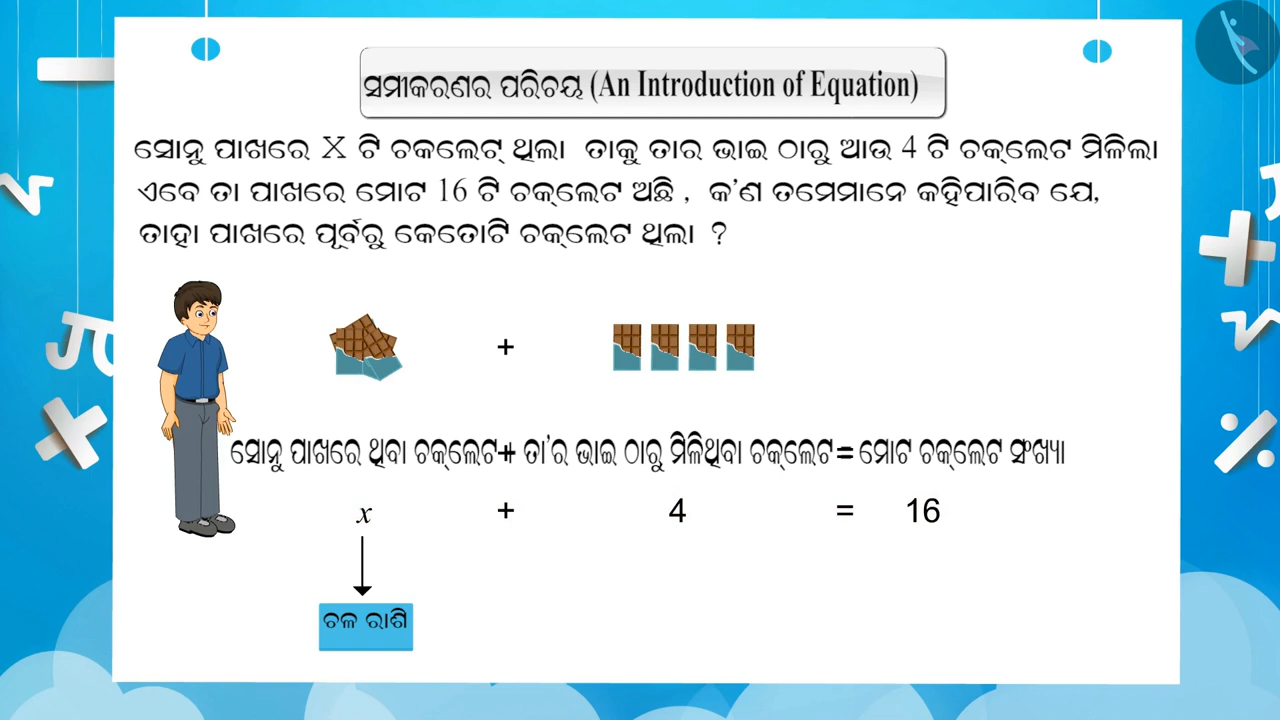 ସମୀକରଣର ପରିଚୟ (An Introduction of Equation)
ସୋନୁ ପାଖରେ X ଟି ଚକଲେଟ୍ ଥିଲା ତାକୁ ତାର ଭାଇ ଠାରୁ ଆଉ 4 ଟି ଚକ୍ଲେଟ ମିଳିଲା
ଏବେ ତା ପାଖରେ ମୋଟ 16 ଟି ଚକ୍ଲେଟ ଅଛି , କ'ଣ ତମେମାନେ କହିପାରିବ ଯେ,
ତାହା ପାଖରେ ପୂର୍ବରୁ କେତୋଟି ଚକ୍ଲେଟ ଥିଲା ?
+
ସୋନୁ ପାଖରେ ଥିବା ଚକ୍ଲେଟ + ତା'ର ଭାଇ ଠାରୁ ମିଳିଥିବା ଚକ୍ଲେଟ = ମୋଟ ଚକ୍ଲେଟ ସଂଖ୍ୟା
x + 4 = 16
ଚଳ ରାଶି